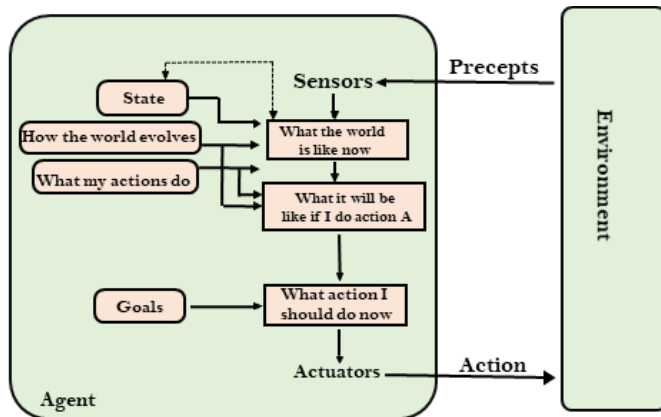 Precepts
Sensors
State
How the world evolves
What the world
is like now
What my actions do
What it will be
like if I do action A
Goals
What action I
should do now
Actuators
Action
Agent
Environment